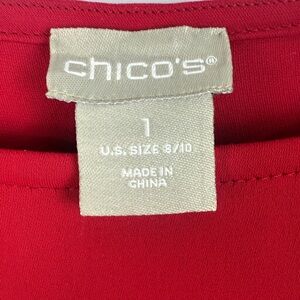 chico's®
1
U.S. SIZE 8/10
MADE IN
CHINA